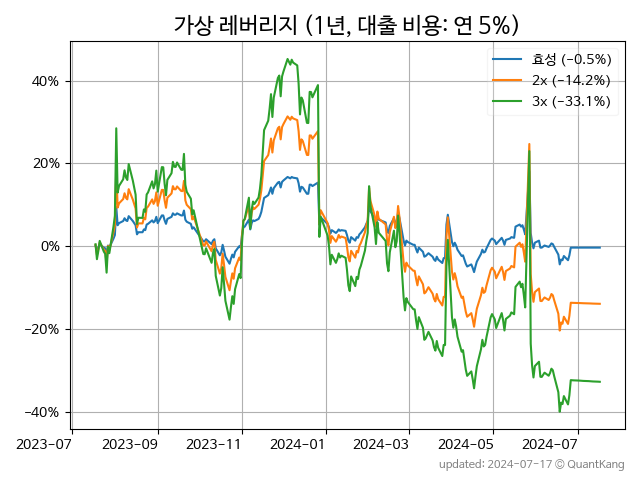 가상 레버리지 (1년, 대출 비용: 연 5%)
효성 (−0.5%)
2x (−14.2%)
3x (−33.1%)
40%
20%
0%
−20%
−40%
2023-07
2023-09
2023-11
2024-01
2024-03
2024-05
2024-07
updated: 2024-07-17 © QuantKang